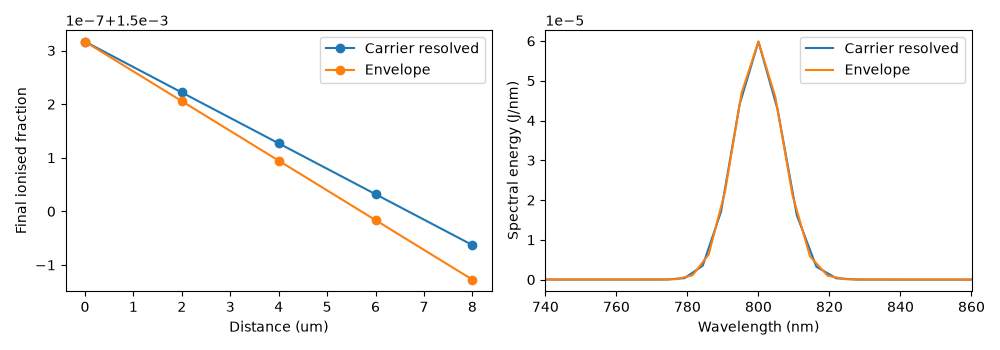 1e−7+1.5e−3
Final ionised fraction
3
2
1
0
−1
0 1 2 3 4 5 6 7 8
Distance (um)
Carrier resolved
Envelope
1e−5
Spectral energy (J/nm)
6
5
4
3
2
1
0
740 760 780 800 820 840 860
Wavelength (nm)
Carrier resolved
Envelope